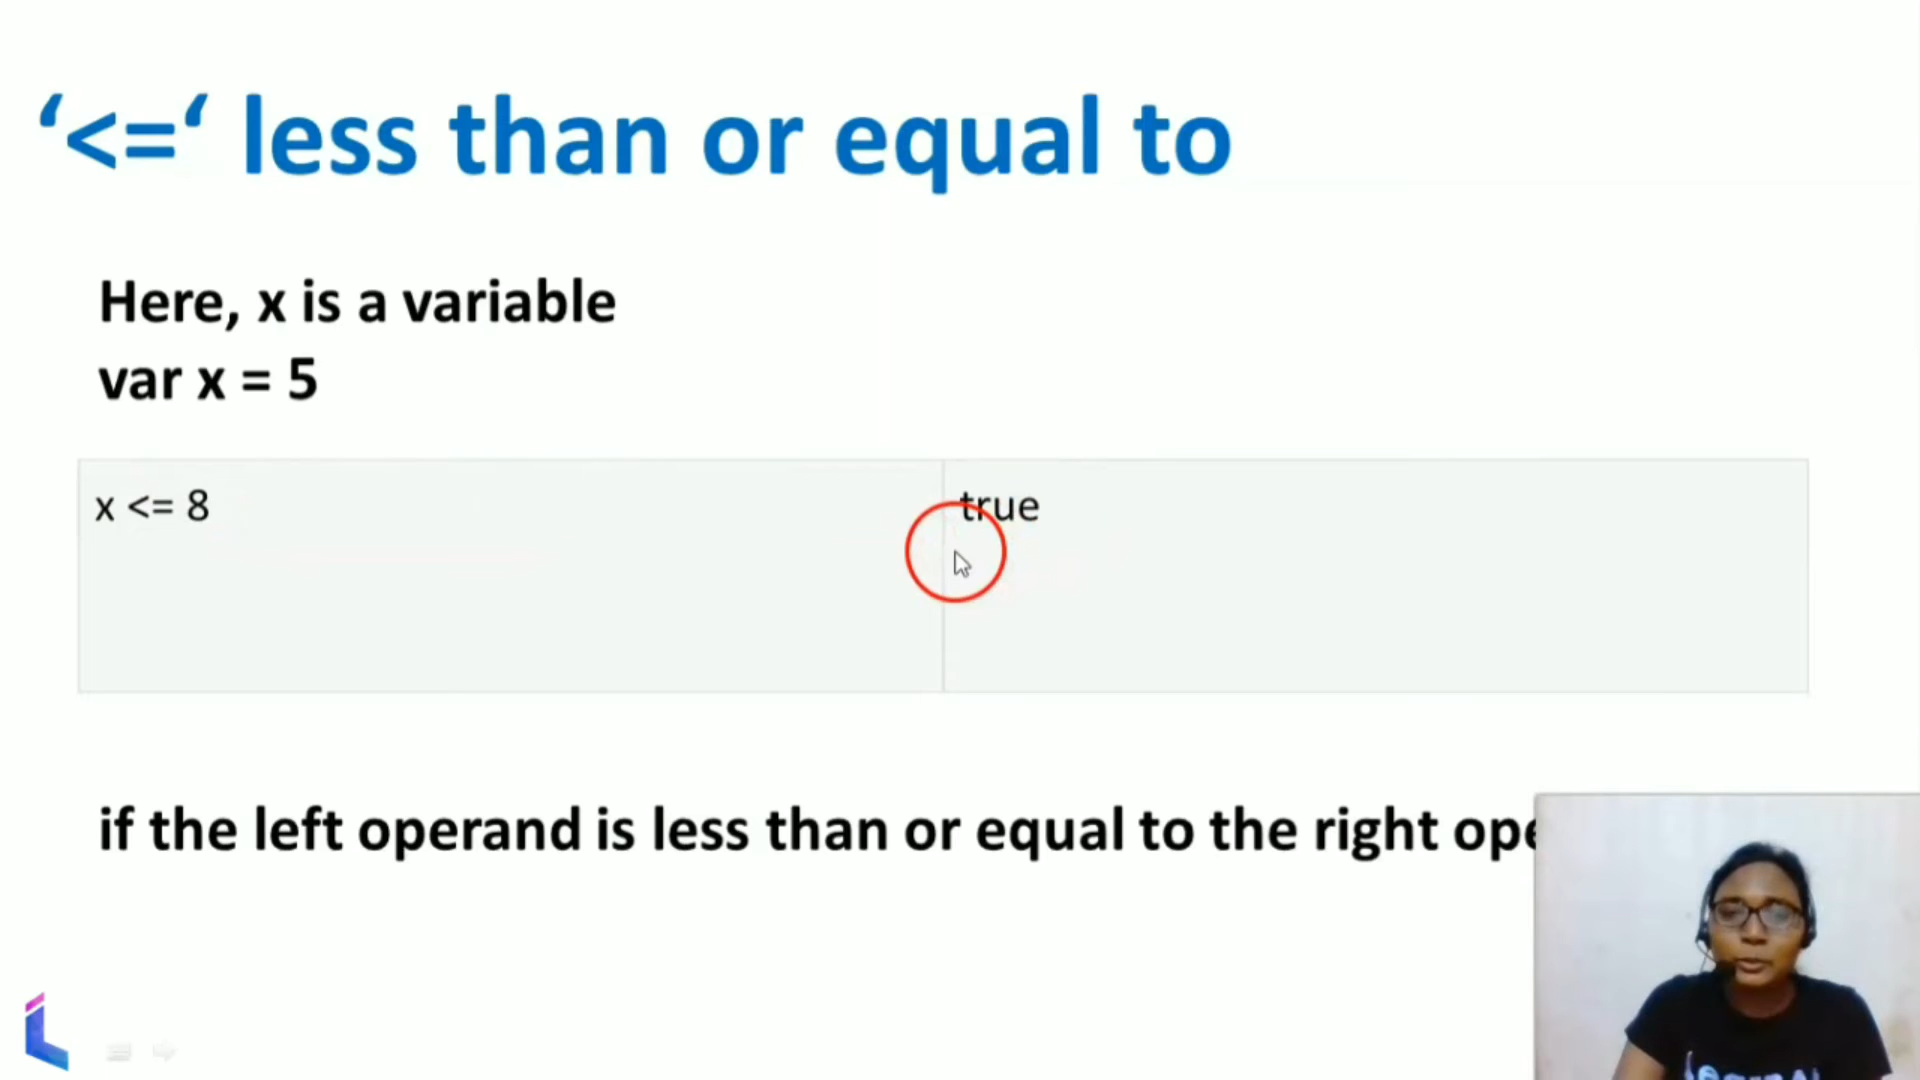 ‘<=‘ less than or equal to
Here, x is a variable
var x = 5
x <= 8
true
if the left operand is less than or equal to the right